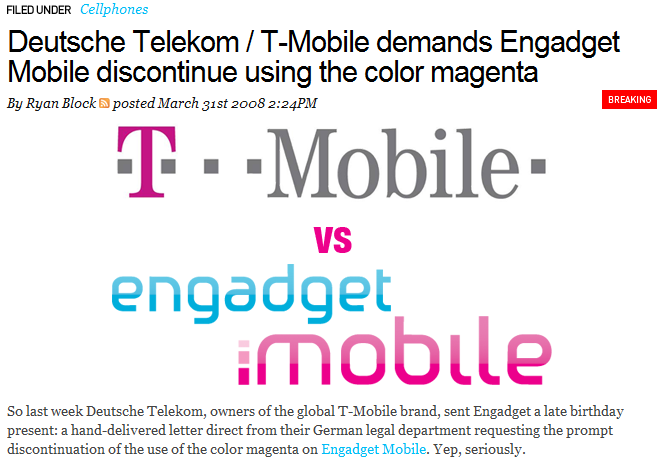 FILED UNDER Cellphones
Deutsche Telekom / T-Mobile demands Engadget
Mobile discontinue using the color magenta
By Ryan Block posted March 31st 2008 2:24PM
BREAKING
T · · · Mobile ·
vs
engadget
mobile
So last week Deutsche Telekom, owners of the global T-Mobile brand, sent Engadget a late birthday
present: a hand-delivered letter direct from their German legal department requesting the prompt
discontinuation of the use of the color magenta on Engadget Mobile. Yep, seriously.